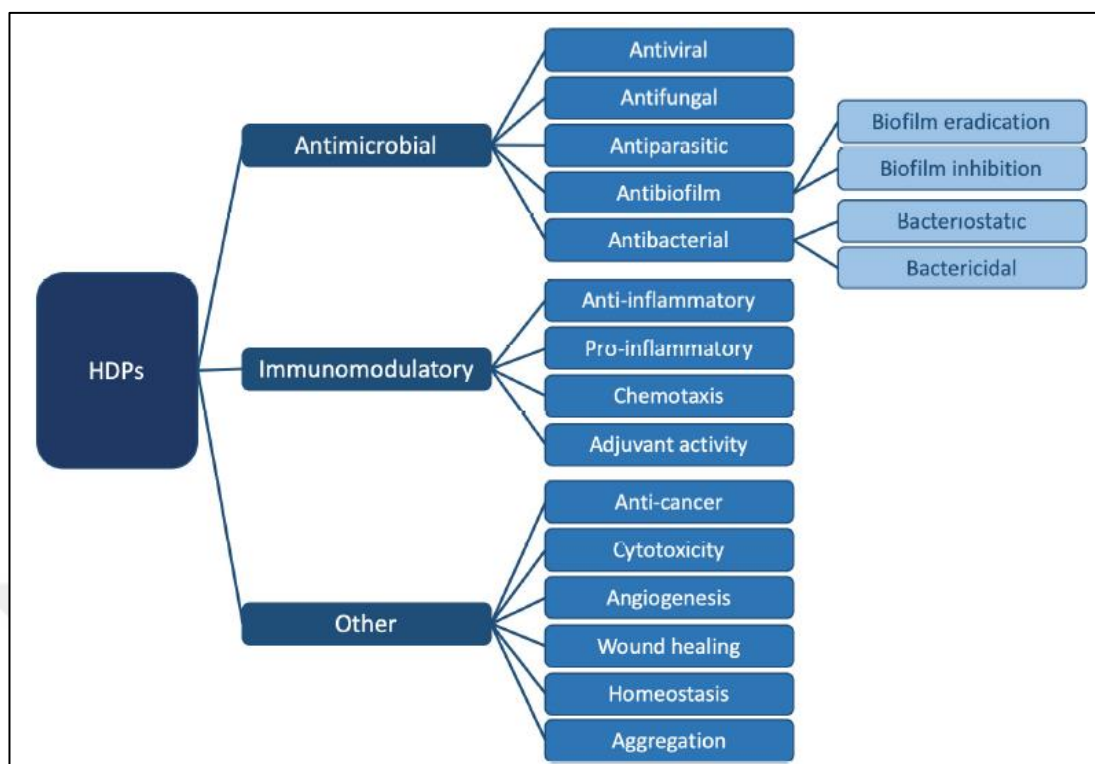 HDPs
Antimicrobial
Antiviral
Antifungal
Antiparasitic
Antibiofilm
Biofilm eradication
Biofilm inhibition
Antibacterial
Bacteriostatic
Bactericidal
Immunomodulatory
Anti-inflammatory
Pro-inflammatory
Chemotaxis
Adjuvant activity
Other
Anti-cancer
Cytotoxicity
Angiogenesis
Wound healing
Homeostasis
Aggregation